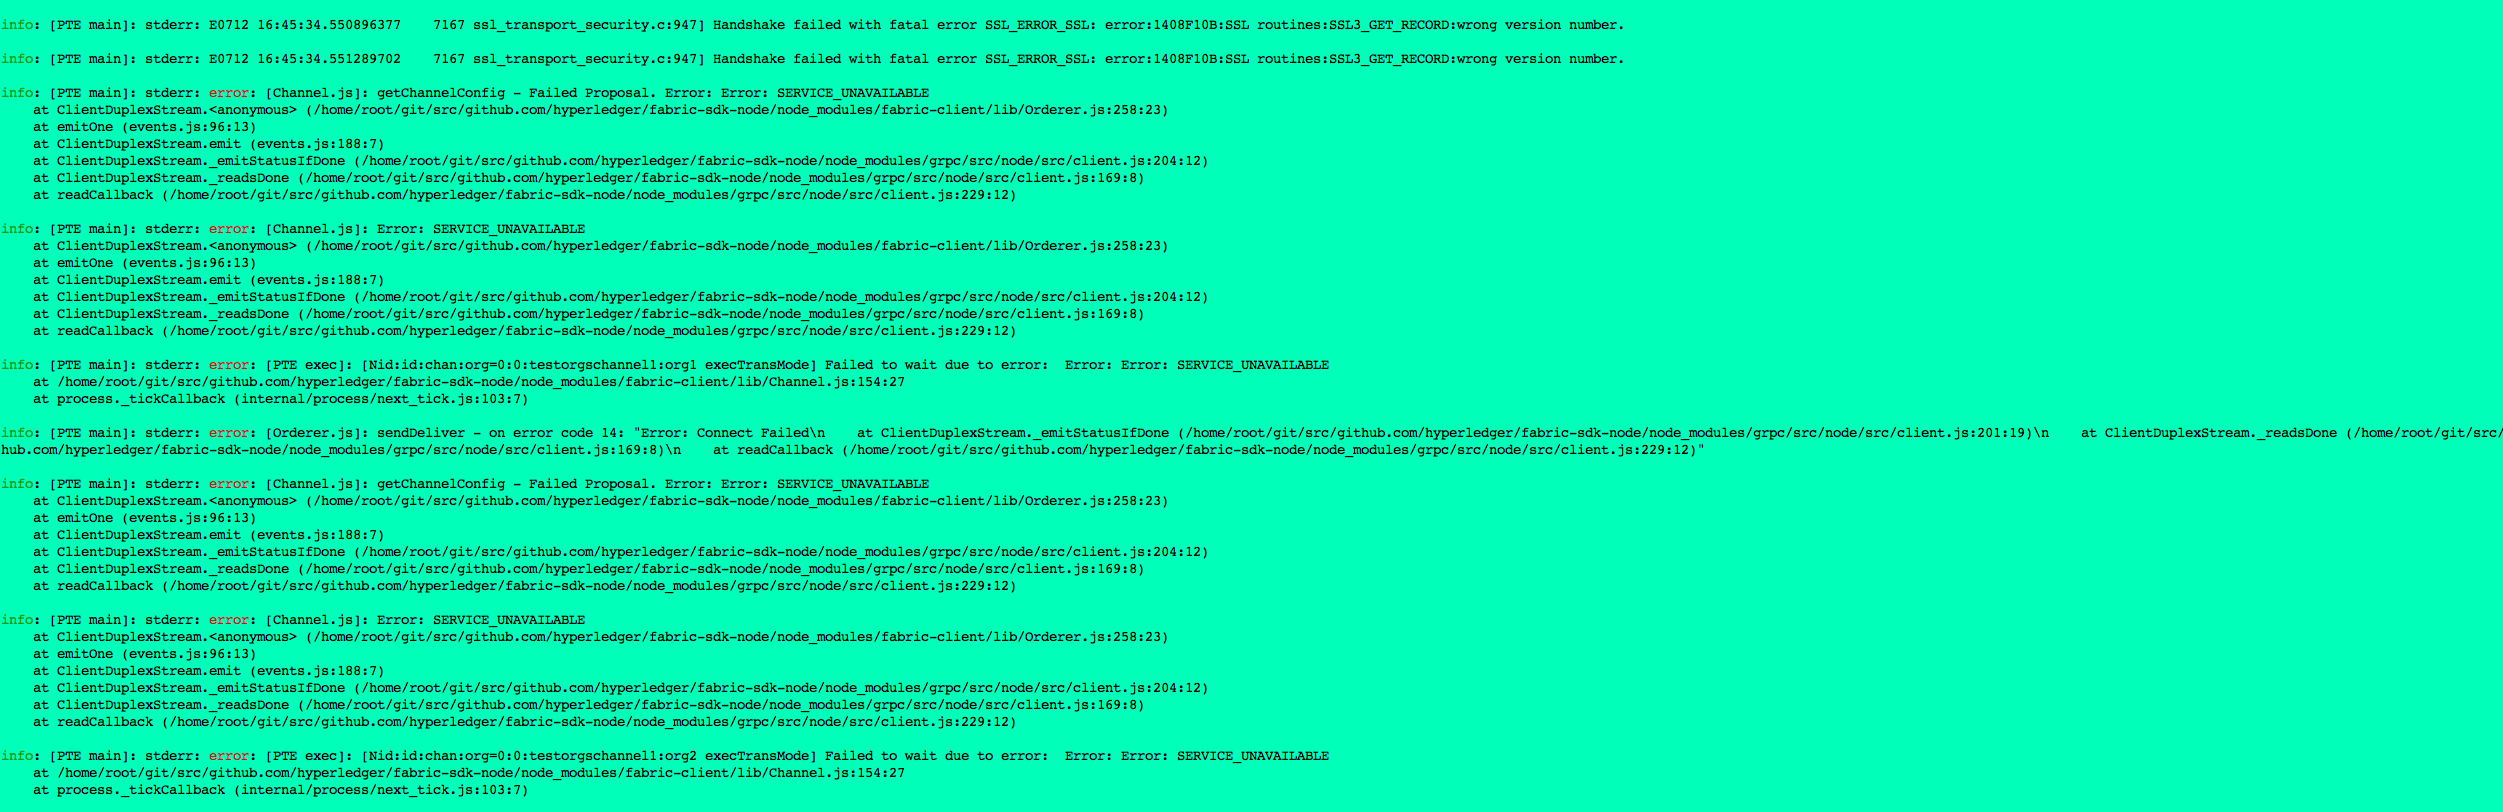 info: [PTE main]: stderr: E0712 16:45:34.550896377    7167 ssl_transport_security.c:947] Handshake failed with fatal error SSL_ERROR_SSL: error:1408F10B:SSL routines:SSL3_GET_RECORD:wrong version number.
info: [PTE main]: stderr: E0712 16:45:34.551289702    7167 ssl_transport_security.c:947] Handshake failed with fatal error SSL_ERROR_SSL: error:1408F10B:SSL routines:SSL3_GET_RECORD:wrong version number.
info: [PTE main]: stderr: error: [Channel.js]: getChannelConfig - Failed Proposal. Error: Error: SERVICE_UNAVAILABLE
    at ClientDuplexStream.<anonymous> (/home/root/git/src/github.com/hyperledger/fabric-sdk-node/node_modules/fabric-client/lib/Orderer.js:258:23)
    at emitOne (events.js:96:13)
    at ClientDuplexStream.emit (events.js:188:7)
    at ClientDuplexStream._emitStatusIfDone (/home/root/git/src/github.com/hyperledger/fabric-sdk-node/node_modules/grpc/src/node/src/client.js:204:12)
    at ClientDuplexStream._readsDone (/home/root/git/src/github.com/hyperledger/fabric-sdk-node/node_modules/grpc/src/node/src/client.js:169:8)
    at readCallback (/home/root/git/src/github.com/hyperledger/fabric-sdk-node/node_modules/grpc/src/node/src/client.js:229:12)
info: [PTE main]: stderr: error: [Channel.js]: Error: SERVICE_UNAVAILABLE
    at ClientDuplexStream.<anonymous> (/home/root/git/src/github.com/hyperledger/fabric-sdk-node/node_modules/fabric-client/lib/Orderer.js:258:23)
    at emitOne (events.js:96:13)
    at ClientDuplexStream.emit (events.js:188:7)
    at ClientDuplexStream._emitStatusIfDone (/home/root/git/src/github.com/hyperledger/fabric-sdk-node/node_modules/grpc/src/node/src/client.js:204:12)
    at ClientDuplexStream._readsDone (/home/root/git/src/github.com/hyperledger/fabric-sdk-node/node_modules/grpc/src/node/src/client.js:169:8)
    at readCallback (/home/root/git/src/github.com/hyperledger/fabric-sdk-node/node_modules/grpc/src/node/src/client.js:229:12)
info: [PTE main]: stderr: error: [PTE exec]: [Nid:id:chan:org=0:0:testorgschannel1:org1 execTransMode] Failed to wait due to error:  Error: Error: SERVICE_UNAVAILABLE
    at /home/root/git/src/github.com/hyperledger/fabric-sdk-node/node_modules/fabric-client/lib/Channel.js:154:27
    at process._tickCallback (internal/process/next_tick.js:103:7)
info: [PTE main]: stderr: error: [Orderer.js]: sendDeliver - on error code 14: "Error: Connect Failed\n    at ClientDuplexStream._emitStatusIfDone (/home/root/git/src/github.com/hyperledger/fabric-sdk-node/node_modules/grpc/src/node/src/client.js:201:19)\n    at ClientDuplexStream._readsDone (/home/root/git/src/
hub.com/hyperledger/fabric-sdk-node/node_modules/grpc/src/node/src/client.js:169:8)\n    at readCallback (/home/root/git/src/github.com/hyperledger/fabric-sdk-node/node_modules/grpc/src/node/src/client.js:229:12)"
info: [PTE main]: stderr: error: [Channel.js]: getChannelConfig - Failed Proposal. Error: Error: SERVICE_UNAVAILABLE
    at ClientDuplexStream.<anonymous> (/home/root/git/src/github.com/hyperledger/fabric-sdk-node/node_modules/fabric-client/lib/Orderer.js:258:23)
    at emitOne (events.js:96:13)
    at ClientDuplexStream.emit (events.js:188:7)
    at ClientDuplexStream._emitStatusIfDone (/home/root/git/src/github.com/hyperledger/fabric-sdk-node/node_modules/grpc/src/node/src/client.js:204:12)
    at ClientDuplexStream._readsDone (/home/root/git/src/github.com/hyperledger/fabric-sdk-node/node_modules/grpc/src/node/src/client.js:169:8)
    at readCallback (/home/root/git/src/github.com/hyperledger/fabric-sdk-node/node_modules/grpc/src/node/src/client.js:229:12)
info: [PTE main]: stderr: error: [Channel.js]: Error: SERVICE_UNAVAILABLE
    at ClientDuplexStream.<anonymous> (/home/root/git/src/github.com/hyperledger/fabric-sdk-node/node_modules/fabric-client/lib/Orderer.js:258:23)
    at emitOne (events.js:96:13)
    at ClientDuplexStream.emit (events.js:188:7)
    at ClientDuplexStream._emitStatusIfDone (/home/root/git/src/github.com/hyperledger/fabric-sdk-node/node_modules/grpc/src/node/src/client.js:204:12)
    at ClientDuplexStream._readsDone (/home/root/git/src/github.com/hyperledger/fabric-sdk-node/node_modules/grpc/src/node/src/client.js:169:8)
    at readCallback (/home/root/git/src/github.com/hyperledger/fabric-sdk-node/node_modules/grpc/src/node/src/client.js:229:12)
info: [PTE main]: stderr: error: [PTE exec]: [Nid:id:chan:org=0:0:testorgschannel1:org2 execTransMode] Failed to wait due to error:  Error: Error: SERVICE_UNAVAILABLE
    at /home/root/git/src/github.com/hyperledger/fabric-sdk-node/node_modules/fabric-client/lib/Channel.js:154:27
    at process._tickCallback (internal/process/next_tick.js:103:7)